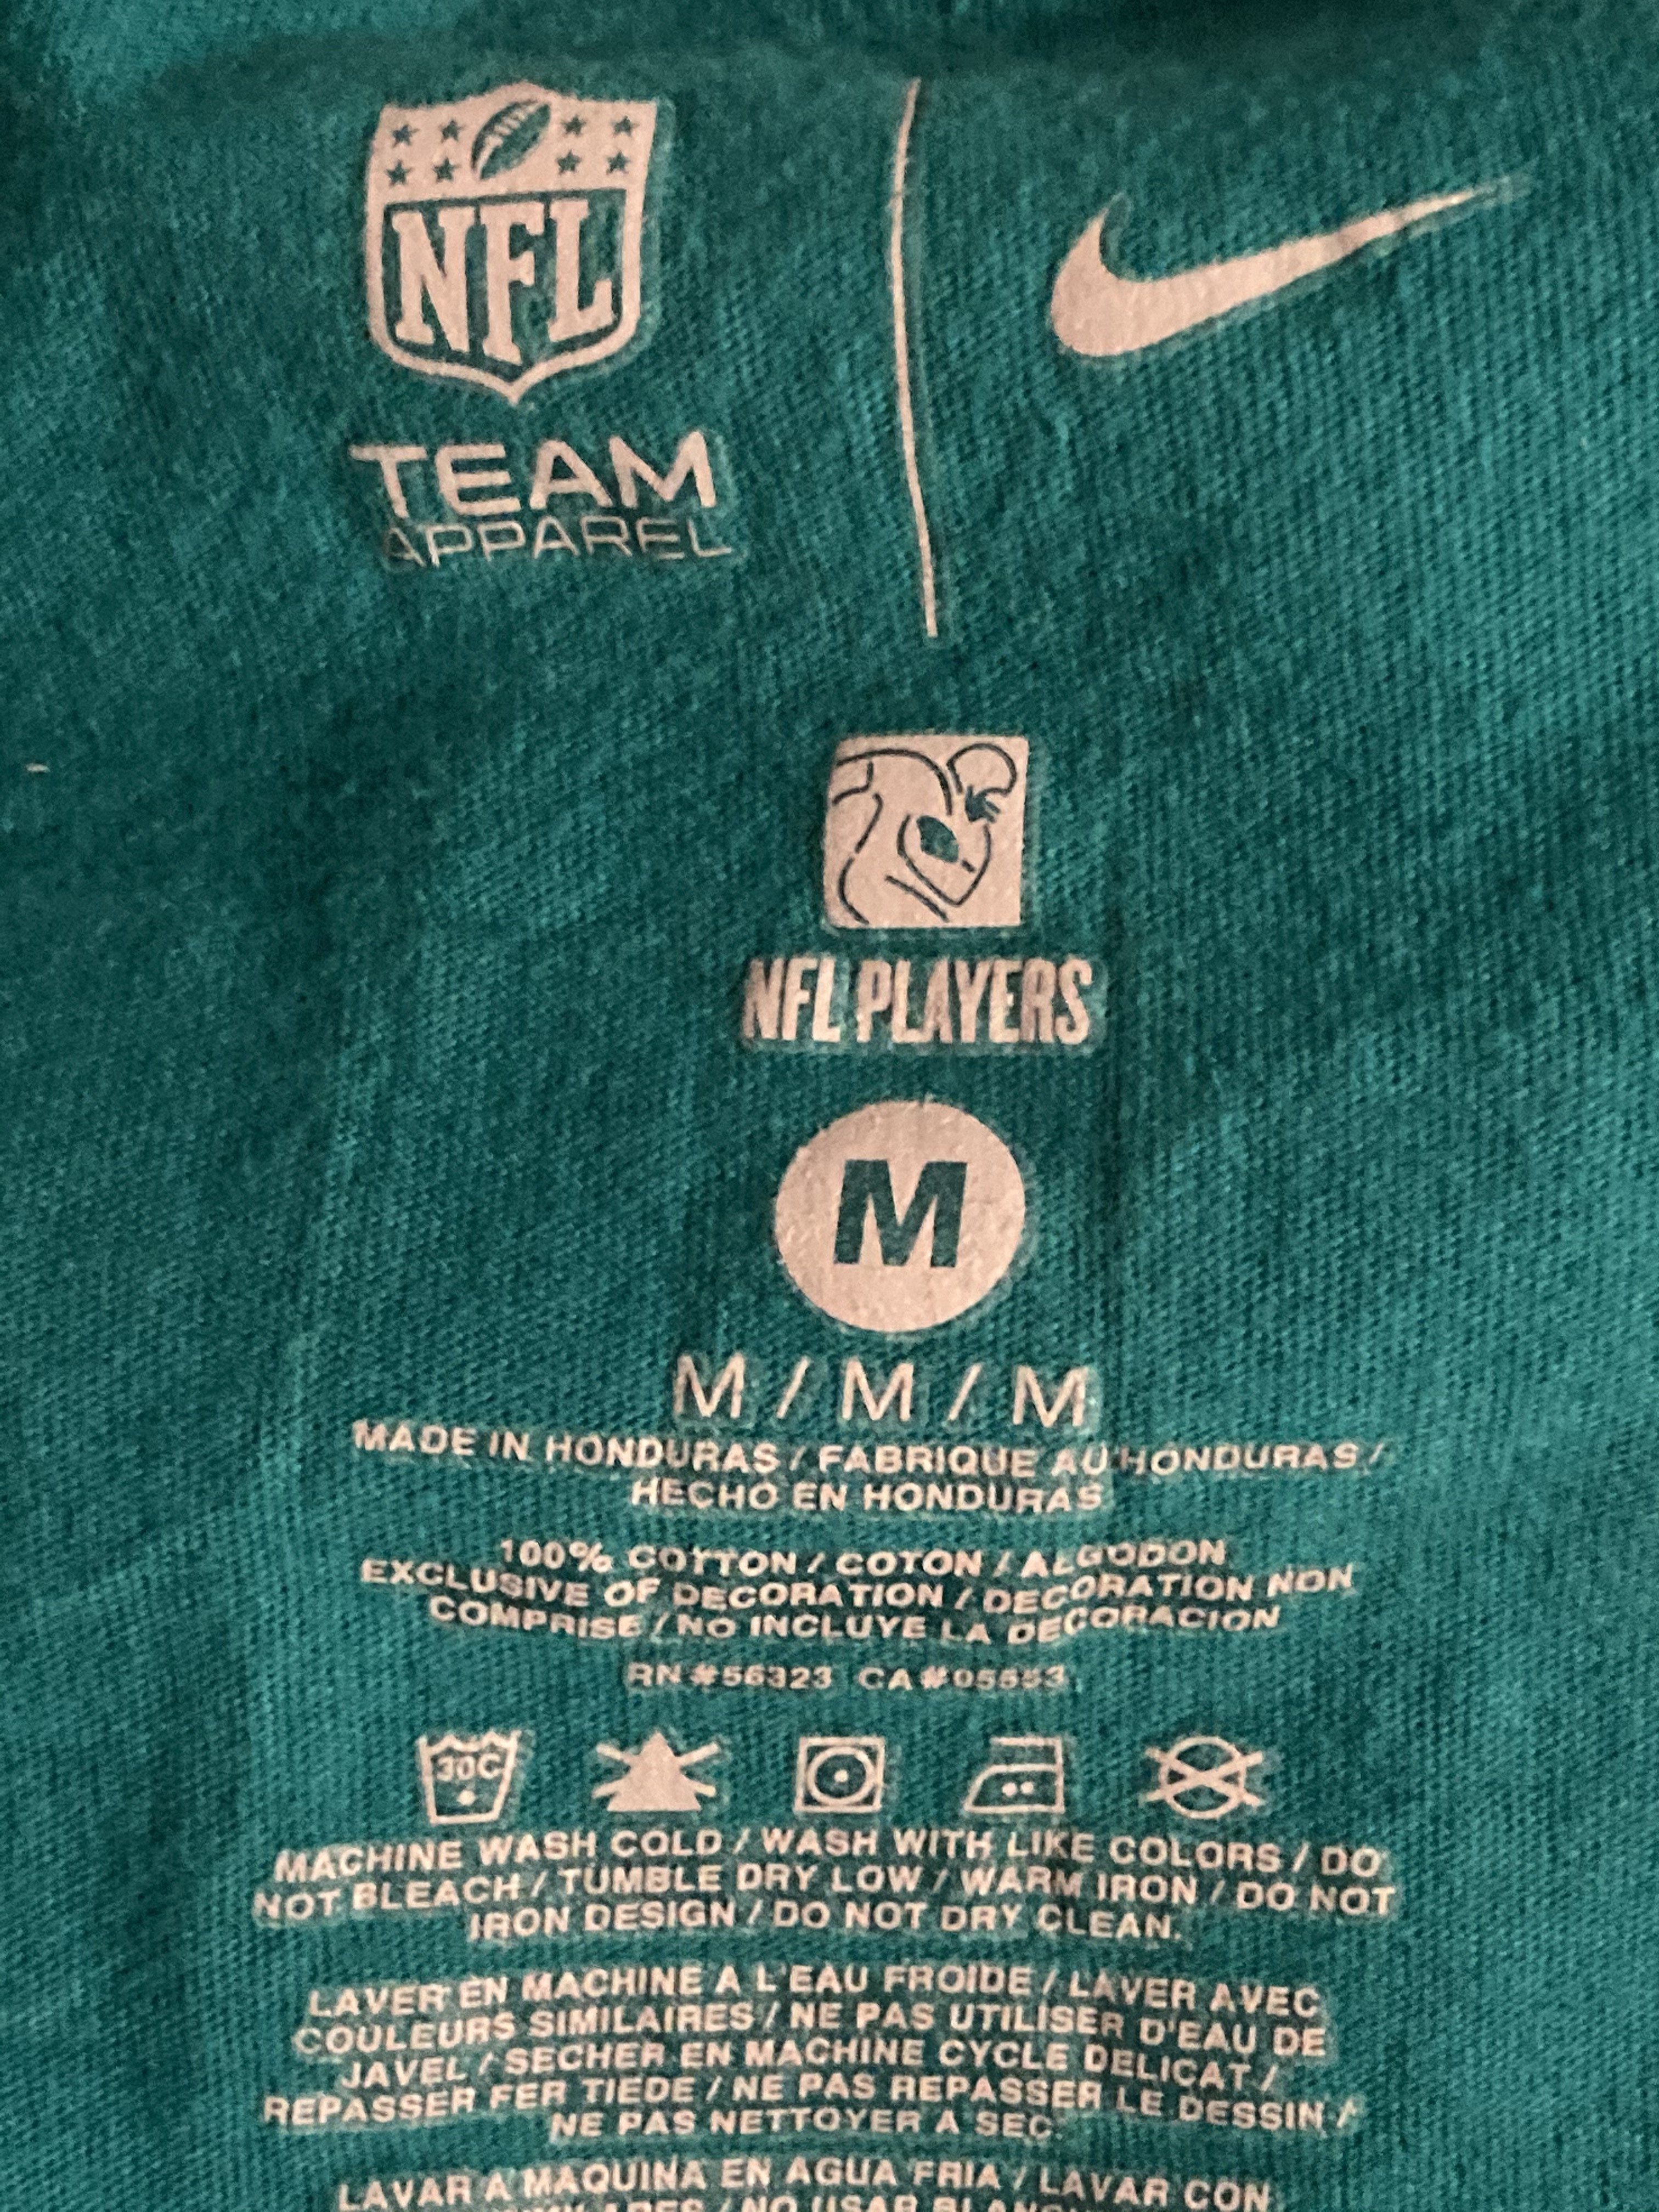 NFL
TEAM
APPAREL
NFL PLAYERS
M
M / M / M
MADE IN HONDURAS / FABRIQUE AU HONDURAS /
HECHO EN HONDURAS
100% COTTON / COTON / ALGODON
EXCLUSIVE OF DECORATION / DECORATION NON
COMPRISE / NO INCLUYE LA DECORACION
RN #56323 CA #05553
30C
MACHINE WASH COLD / WASH WITH LIKE COLORS / DO
NOT BLEACH / TUMBLE DRY LOW / WARM IRON / DO NOT
IRON DESIGN / DO NOT DRY CLEAN.
LAVER EN MACHINE A L'EAU FROIDE / LAVER AVEC
COULEURS SIMILAIRES / NE PAS UTILISER D'EAU DE
JAVEL / SECHER EN MACHINE CYCLE DELICAT /
REPASSER FER TIEDE / NE PAS REPASSER LE DESSIN /
NE PAS NETTOYER A SEC.
LAVAR A MAQUINA EN AGUA FRIA / LAVAR CON
/ NO USAR